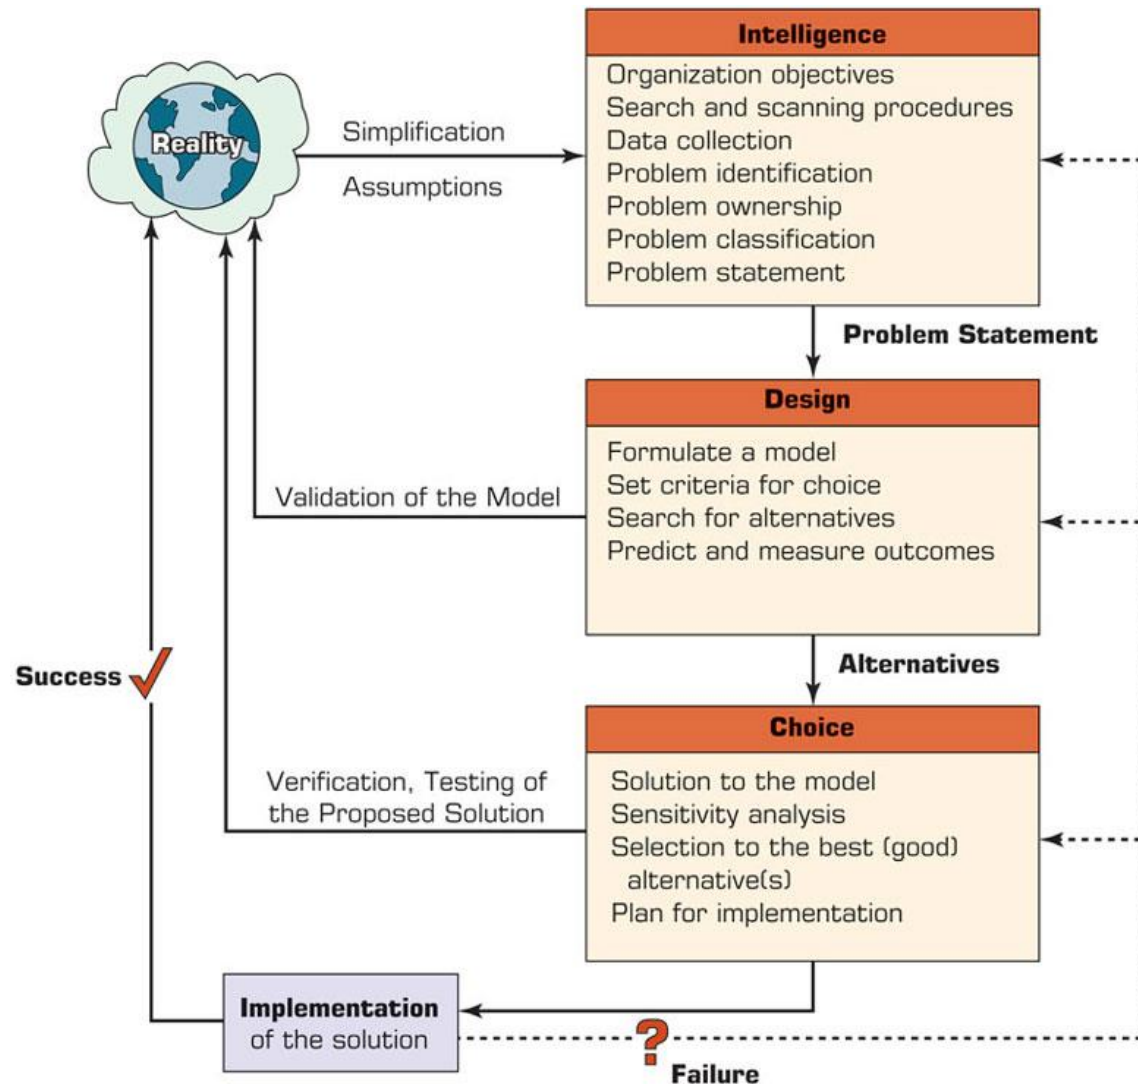 Intelligence
Organization objectives
Search and scanning procedures
Data collection
Problem identification
Problem ownership
Problem classification
Problem statement
Reality
Simplification
Assumptions
Problem Statement
Design
Formulate a model
Set criteria for choice
Search for alternatives
Predict and measure outcomes
Validation of the Model
Alternatives
Success
Choice
Solution to the model
Sensitivity analysis
Selection to the best (good)
alternative(s)
Plan for implementation
Verification, Testing of
the Proposed Solution
Implementation
of the solution
?
Failure